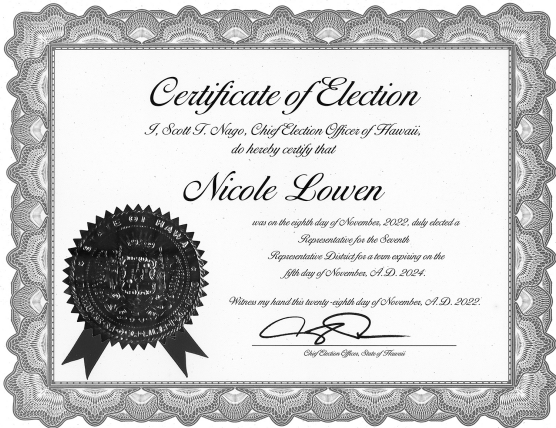 Certificate of Election
I, Scott T. Nago, Chief Election Officer of Hawaii,
do hereby certify that
Nicole Lowen
was on the eighth day of November, 2022, duly elected a
Representative for the Seventh
Representative District for a term expiring on the
fifth day of November, A.D. 2024.
Witness my hand this twenty-eighth day of November, A.D. 2022.
Chief Election Officer, State of Hawaii